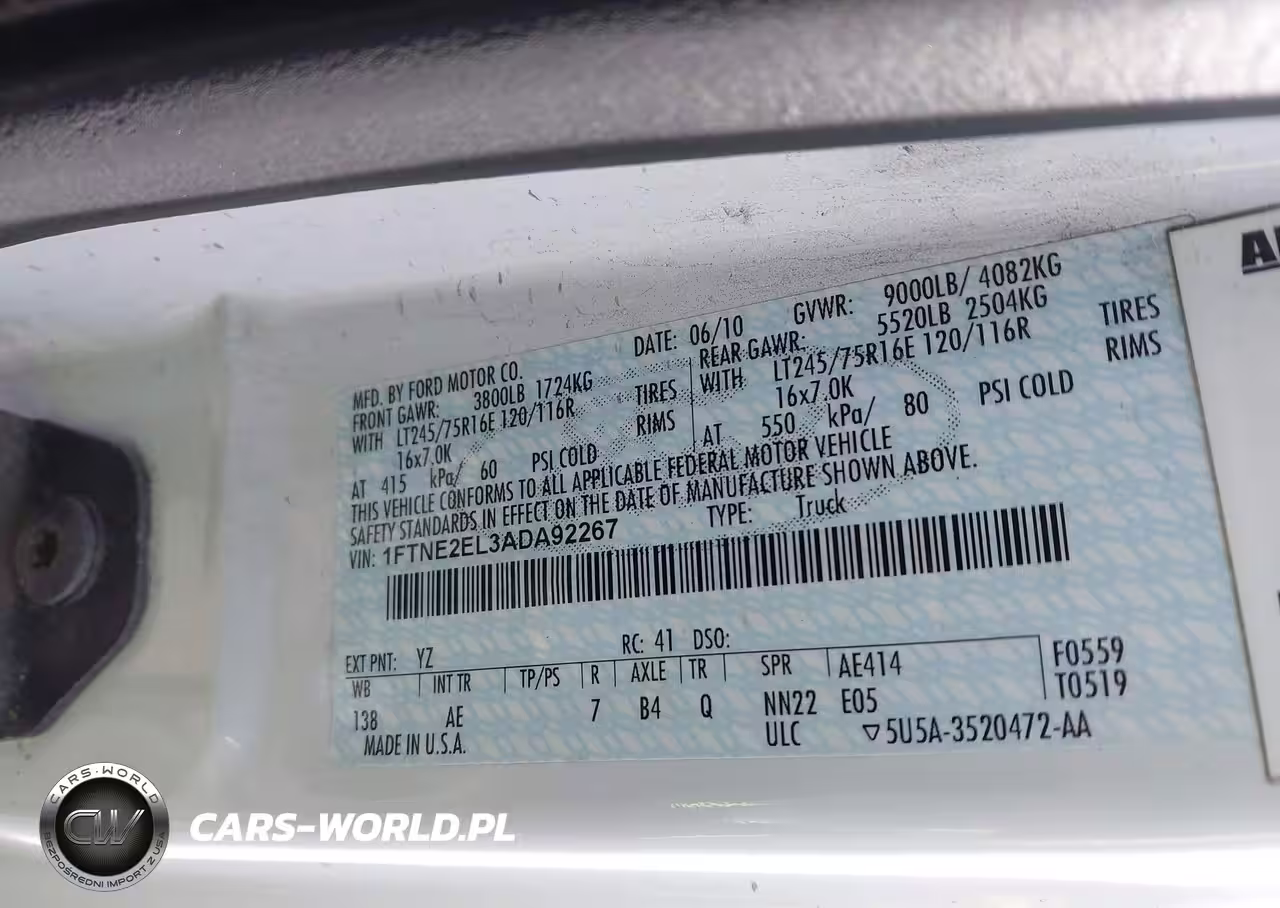 MFD. BY FORD MOTOR CO.
DATE: 06/10 GVWR: 9000LB/ 4082KG
FRONT GAWR: 3800LB 1724KG
REAR GAWR: 5520LB 2504KG
WITH LT245/75R16E 120/116R TIRES
WITH LT245/75R16E 120/116R TIRES
16x7.0K RIMS
16x7.0K RIMS
AT 415 kPa/ 60 PSI COLD
AT 550 kPa/ 80 PSI COLD
THIS VEHICLE CONFORMS TO ALL APPLICABLE FEDERAL MOTOR VEHICLE
SAFETY STANDARDS IN EFFECT ON THE DATE OF MANUFACTURE SHOWN ABOVE.
VIN: 1FTNE2EL3ADA92267 TYPE: Truck
EXT PNT: YZ RC: 41 DSO:
WB INT TR TP/PS R AXLE TR SPR AE414 F0559
138 AE 7 B4 Q NN22 E05 T0519
MADE IN U.S.A. ULC ▽5U5A-3520472-AA
CARS-WORLD
CW
BEZPOŚREDNI IMPORT Z USA
CARS-WORLD.PL